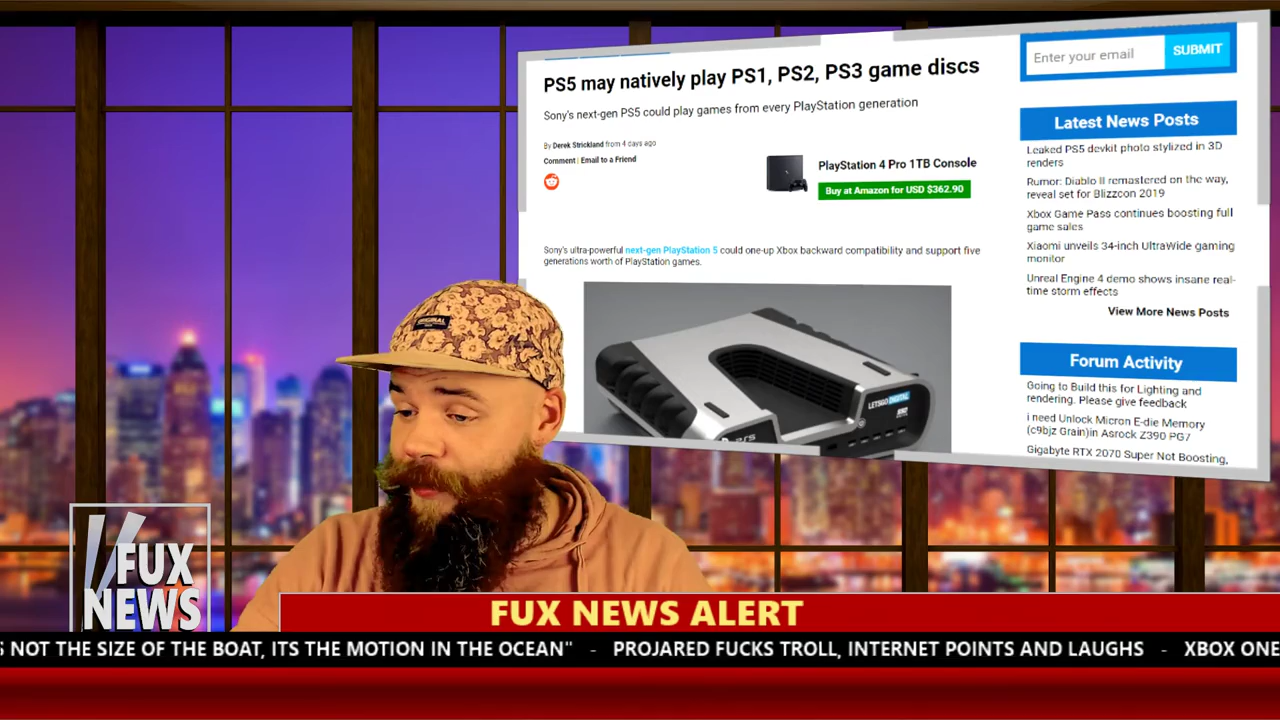 PS5 may natively play PS1, PS2, PS3 game discs
Sony's next-gen PS5 could play games from every PlayStation generation
By Derek Strickland from 4 days ago
Comment | Email to a Friend
PlayStation 4 Pro 1TB Console
Buy at Amazon for USD $362.90
Sony's ultra-powerful next-gen PlayStation 5 could one-up Xbox backward compatibility and support five
generations worth of PlayStation games.
LETSGODIGITAL
Enter your email
SUBMIT
Latest News Posts
Leaked PS5 devkit photo stylized in 3D
renders
Rumor: Diablo II remastered on the way,
reveal set for Blizzcon 2019
Xbox Game Pass continues boosting full
game sales
Xiaomi unveils 34-inch UltraWide gaming
monitor
Unreal Engine 4 demo shows insane real-
time storm effects
View More News Posts
Forum Activity
Going to Build this for Lighting and
rendering. Please give feedback
i need Unlock Micron E-die Memory
(c9bjz Grain)in Asrock Z390 PG7
Gigabyte RTX 2070 Super Not Boosting,
ORIGINAL
FUX
NEWS
FUX NEWS ALERT
S NOT THE SIZE OF THE BOAT, ITS THE MOTION IN THE OCEAN" - PROJARED FUCKS TROLL, INTERNET POINTS AND LAUGHS - XBOX ONE